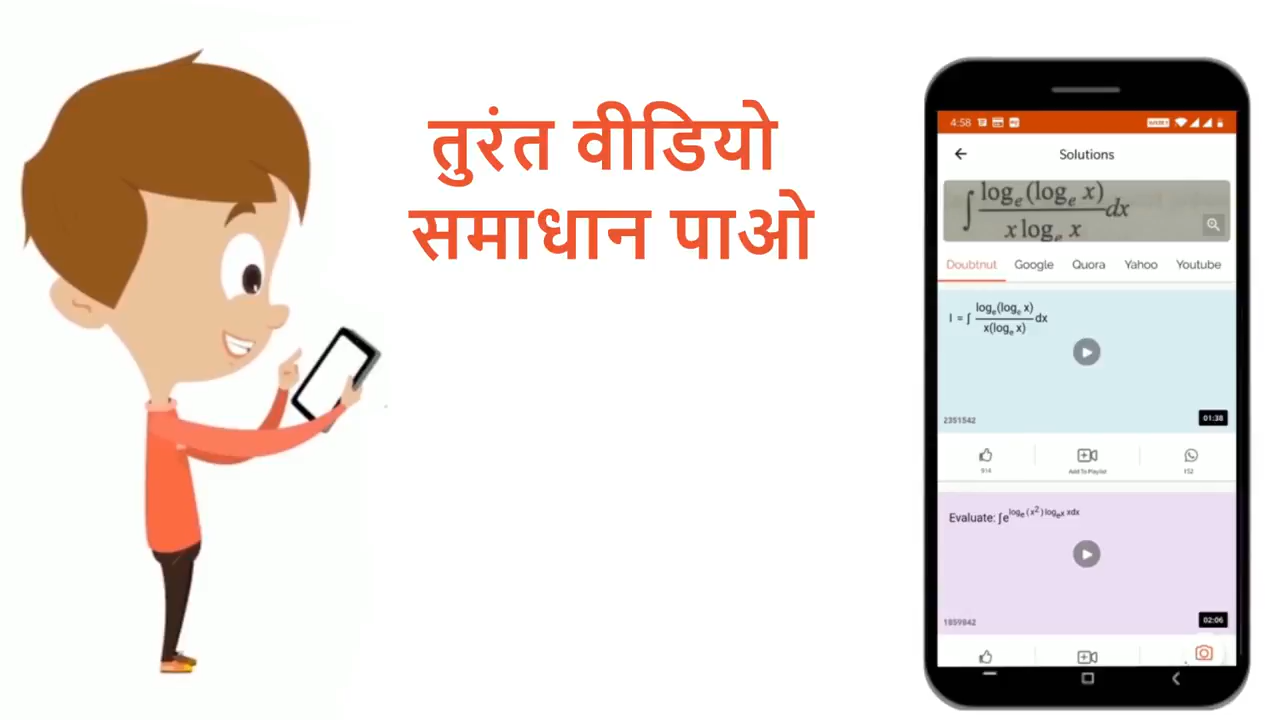 तुरंत वीडियो
समाधान पाओ
4:58
Solutions
∫ logₑ(logₑ x) / x logₑ x dx
Doubtnut Google Quora Yahoo Youtube
I = ∫ logₑ(logₑ x) / x(logₑ x) dx
2351542 01:38
914 Add To Playlist 152
Evaluate: ∫e^logₑ(x²) logₑx xdx
1859842 02:06